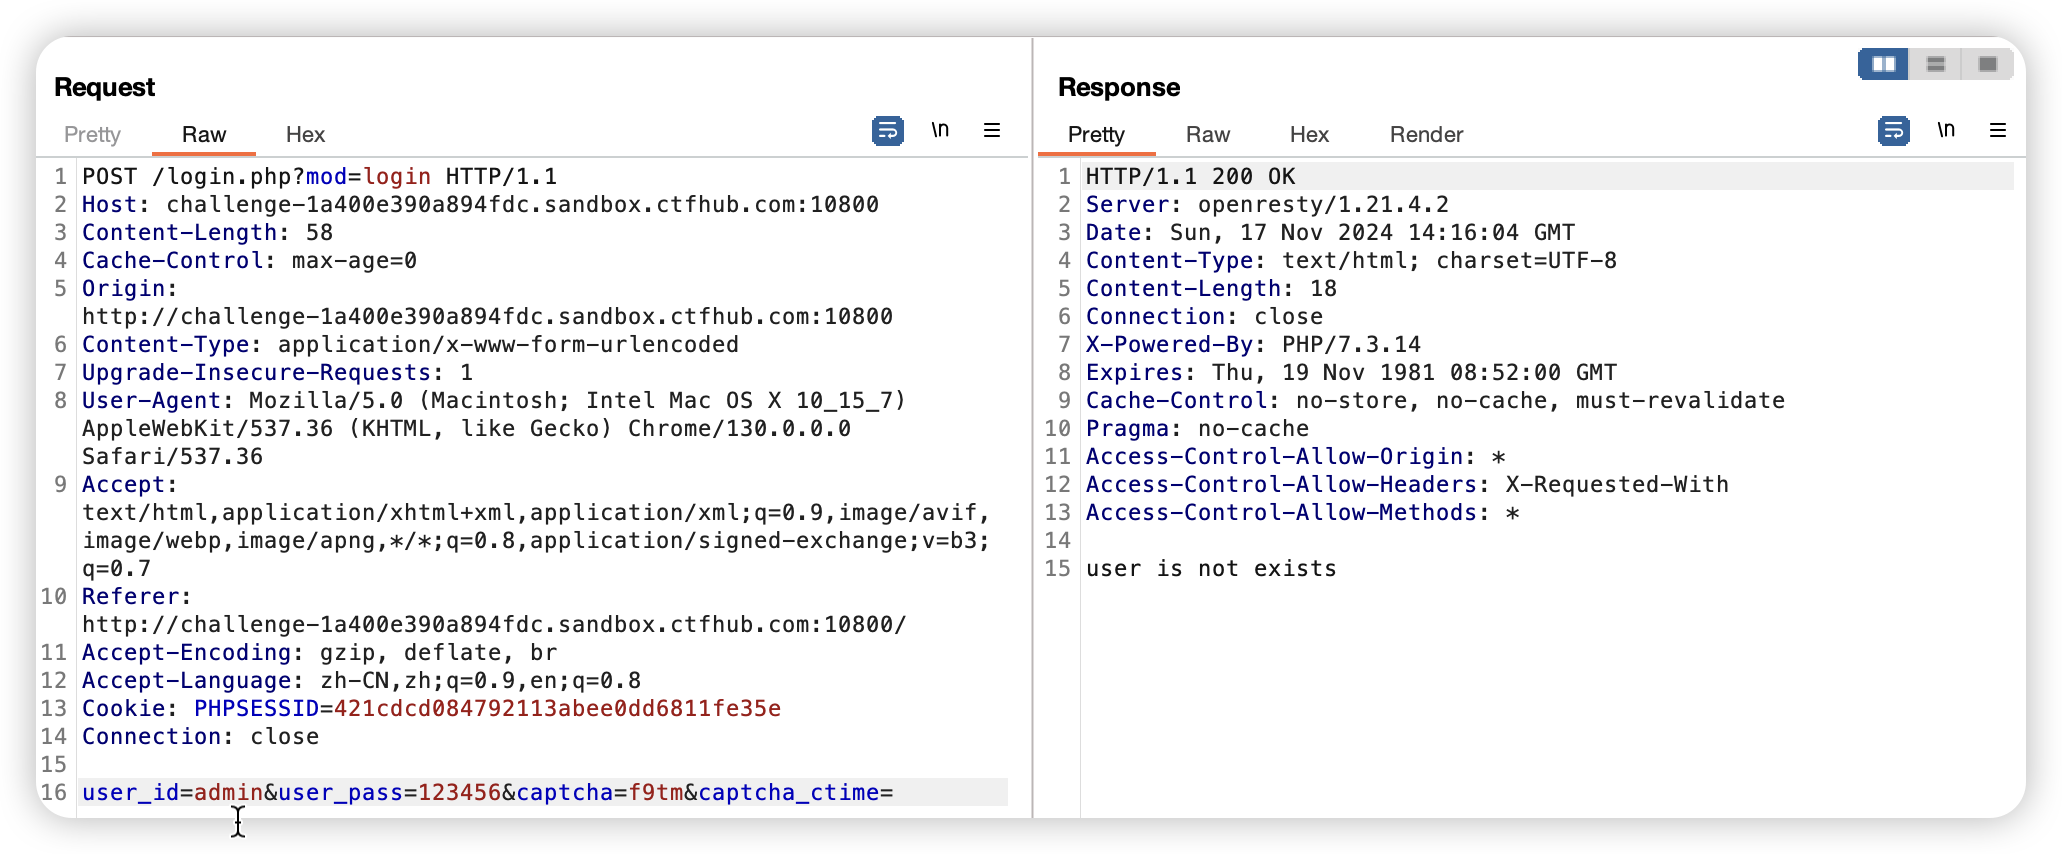 Request
Pretty Raw Hex \n
1 POST /login.php?mod=login HTTP/1.1
2 Host: challenge-1a400e390a894fdc.sandbox.ctfhub.com:10800
3 Content-Length: 58
4 Cache-Control: max-age=0
5 Origin:
http://challenge-1a400e390a894fdc.sandbox.ctfhub.com:10800
6 Content-Type: application/x-www-form-urlencoded
7 Upgrade-Insecure-Requests: 1
8 User-Agent: Mozilla/5.0 (Macintosh; Intel Mac OS X 10_15_7)
AppleWebKit/537.36 (KHTML, like Gecko) Chrome/130.0.0.0
Safari/537.36
9 Accept:
text/html,application/xhtml+xml,application/xml;q=0.9,image/avif,
image/webp,image/apng,*/*;q=0.8,application/signed-exchange;v=b3;
q=0.7
10 Referer:
http://challenge-1a400e390a894fdc.sandbox.ctfhub.com:10800/
11 Accept-Encoding: gzip, deflate, br
12 Accept-Language: zh-CN,zh;q=0.9,en;q=0.8
13 Cookie: PHPSESSID=421cdcd084792113abee0dd6811fe35e
14 Connection: close
15
16 user_id=admin&user_pass=123456&captcha=f9tm&captcha_ctime=
Response
Pretty Raw Hex Render \n
1 HTTP/1.1 200 OK
2 Server: openresty/1.21.4.2
3 Date: Sun, 17 Nov 2024 14:16:04 GMT
4 Content-Type: text/html; charset=UTF-8
5 Content-Length: 18
6 Connection: close
7 X-Powered-By: PHP/7.3.14
8 Expires: Thu, 19 Nov 1981 08:52:00 GMT
9 Cache-Control: no-store, no-cache, must-revalidate
10 Pragma: no-cache
11 Access-Control-Allow-Origin: *
12 Access-Control-Allow-Headers: X-Requested-With
13 Access-Control-Allow-Methods: *
14
15 user is not exists